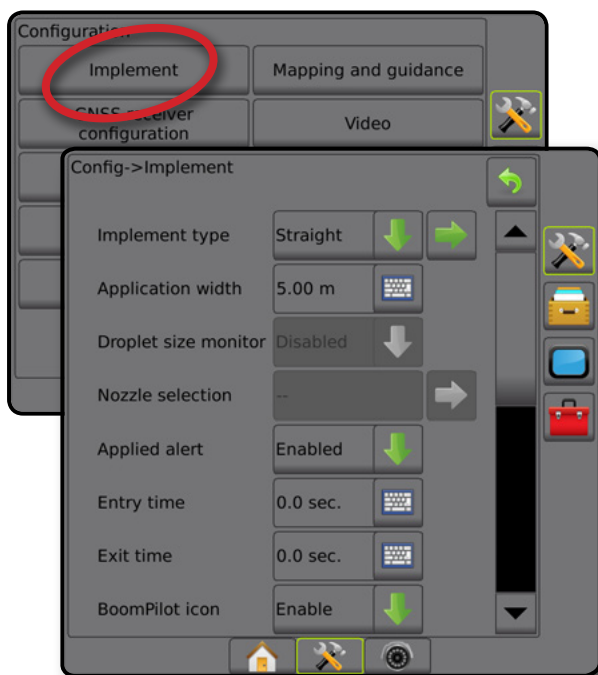 Configuration
Implement
Mapping and guidance
GNSS receiver
configuration
Video
Config->Implement
Implement type
Straight
Application width
5.00 m
Droplet size monitor
Disabled
Nozzle selection
--
Applied alert
Enabled
Entry time
0.0 sec.
Exit time
0.0 sec.
BoomPilot icon
Enable